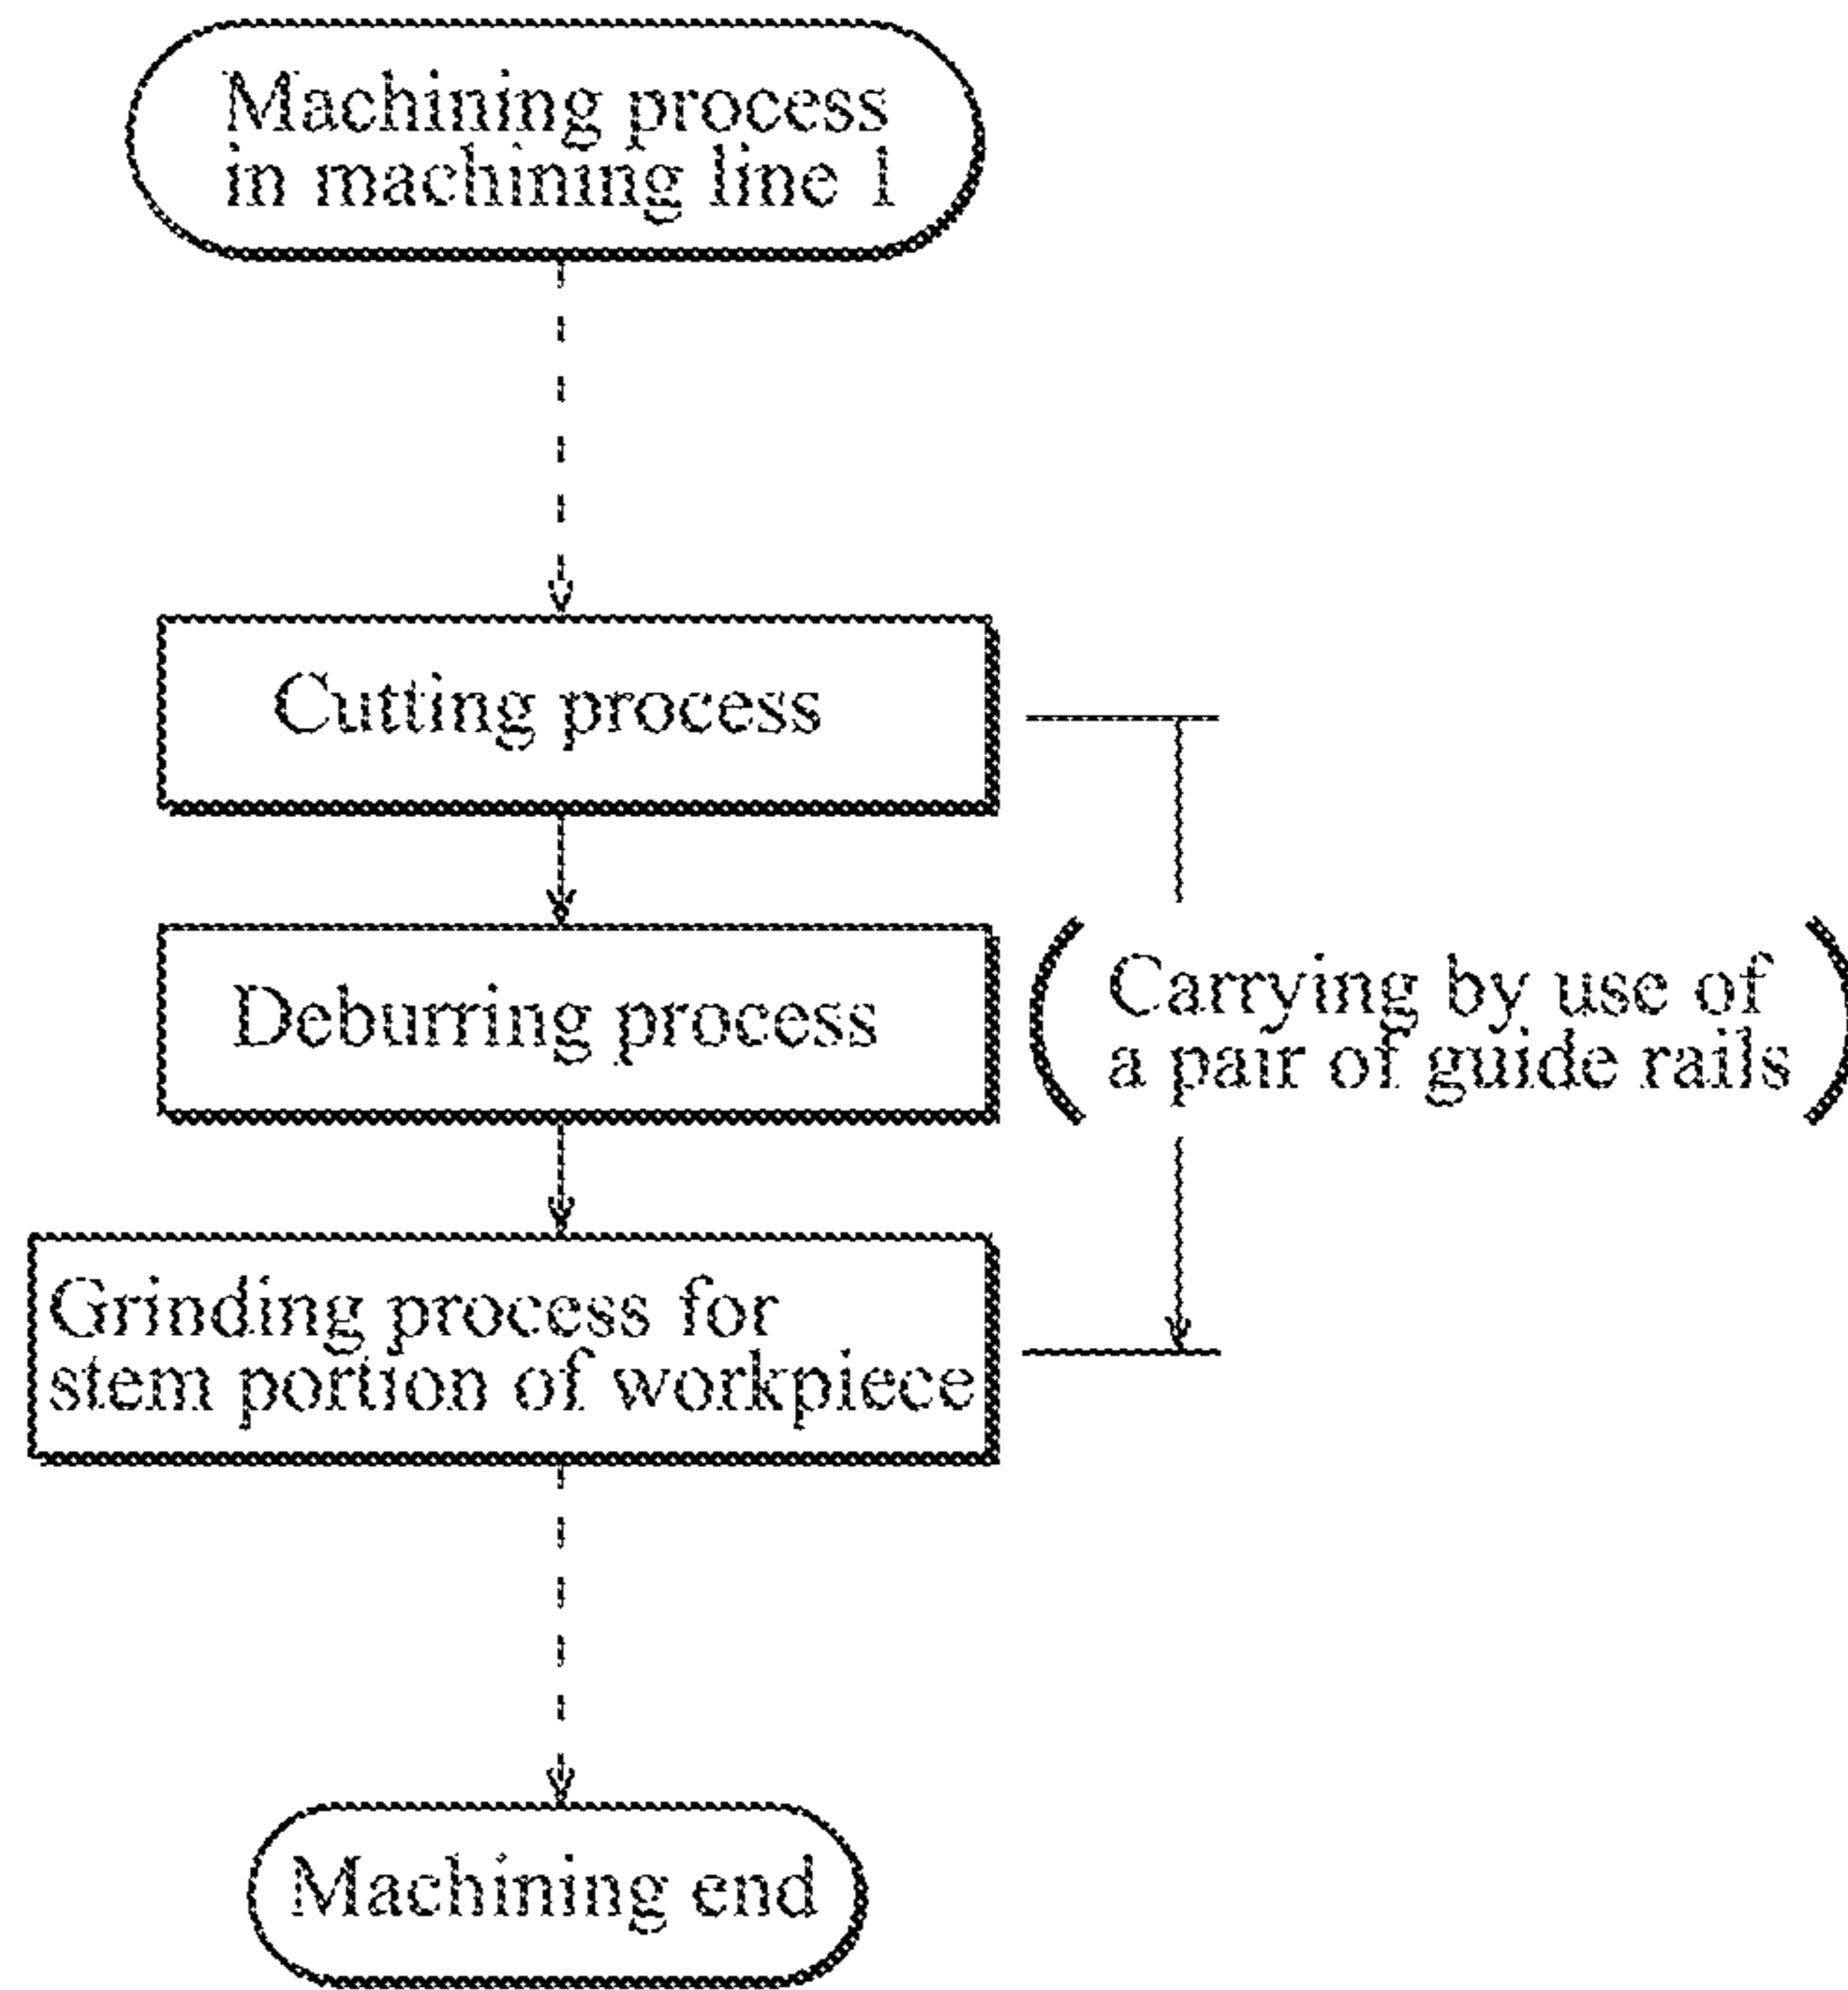 Machining process
in machining line 1
Cutting process
Deburring process
(Carrying by use of
a pair of guide rails)
Grinding process for
stem portion of workpiece
Machining end